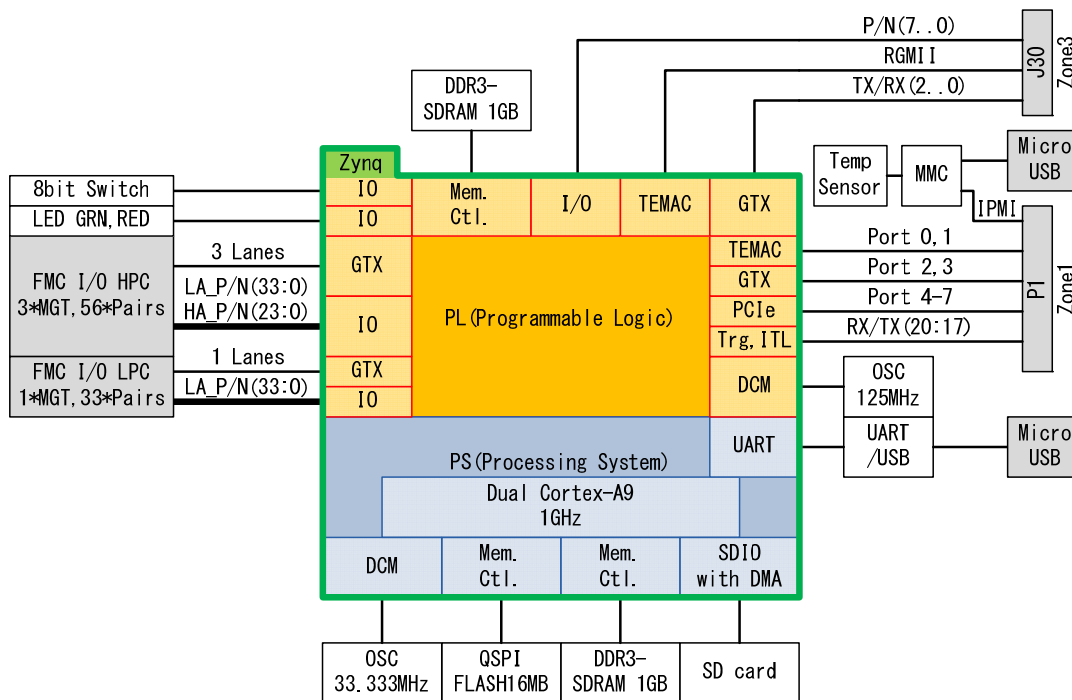 P/N(7..0)
RGMII
TX/RX(2..0)
J30
Zone3
DDR3-
SDRAM 1GB
Zynq
8bit Switch
LED GRN,RED
FMC I/O HPC
3*MGT,56*Pairs
FMC I/O LPC
1*MGT,33*Pairs
3 Lanes
LA_P/N(33:0)
HA_P/N(23:0)
1 Lanes
LA_P/N(33:0)
IO
IO
GTX
IO
GTX
IO
Mem.
Ctl.
I/O
TEMAC
GTX
PL(Programmable Logic)
TEMAC
GTX
PCIe
Trg,ITL
DCM
UART
Temp
Sensor
MMC
Micro
USB
IPMI
Port 0,1
Port 2,3
Port 4-7
RX/TX(20:17)
P1
Zone1
OSC
125MHz
UART
/USB
Micro
USB
PS(Processing System)
Dual Cortex-A9
1GHz
DCM
Mem.
Ctl.
Mem.
Ctl.
SDIO
with DMA
OSC
33.333MHz
QSPI
FLASH16MB
DDR3-
SDRAM 1GB
SD card